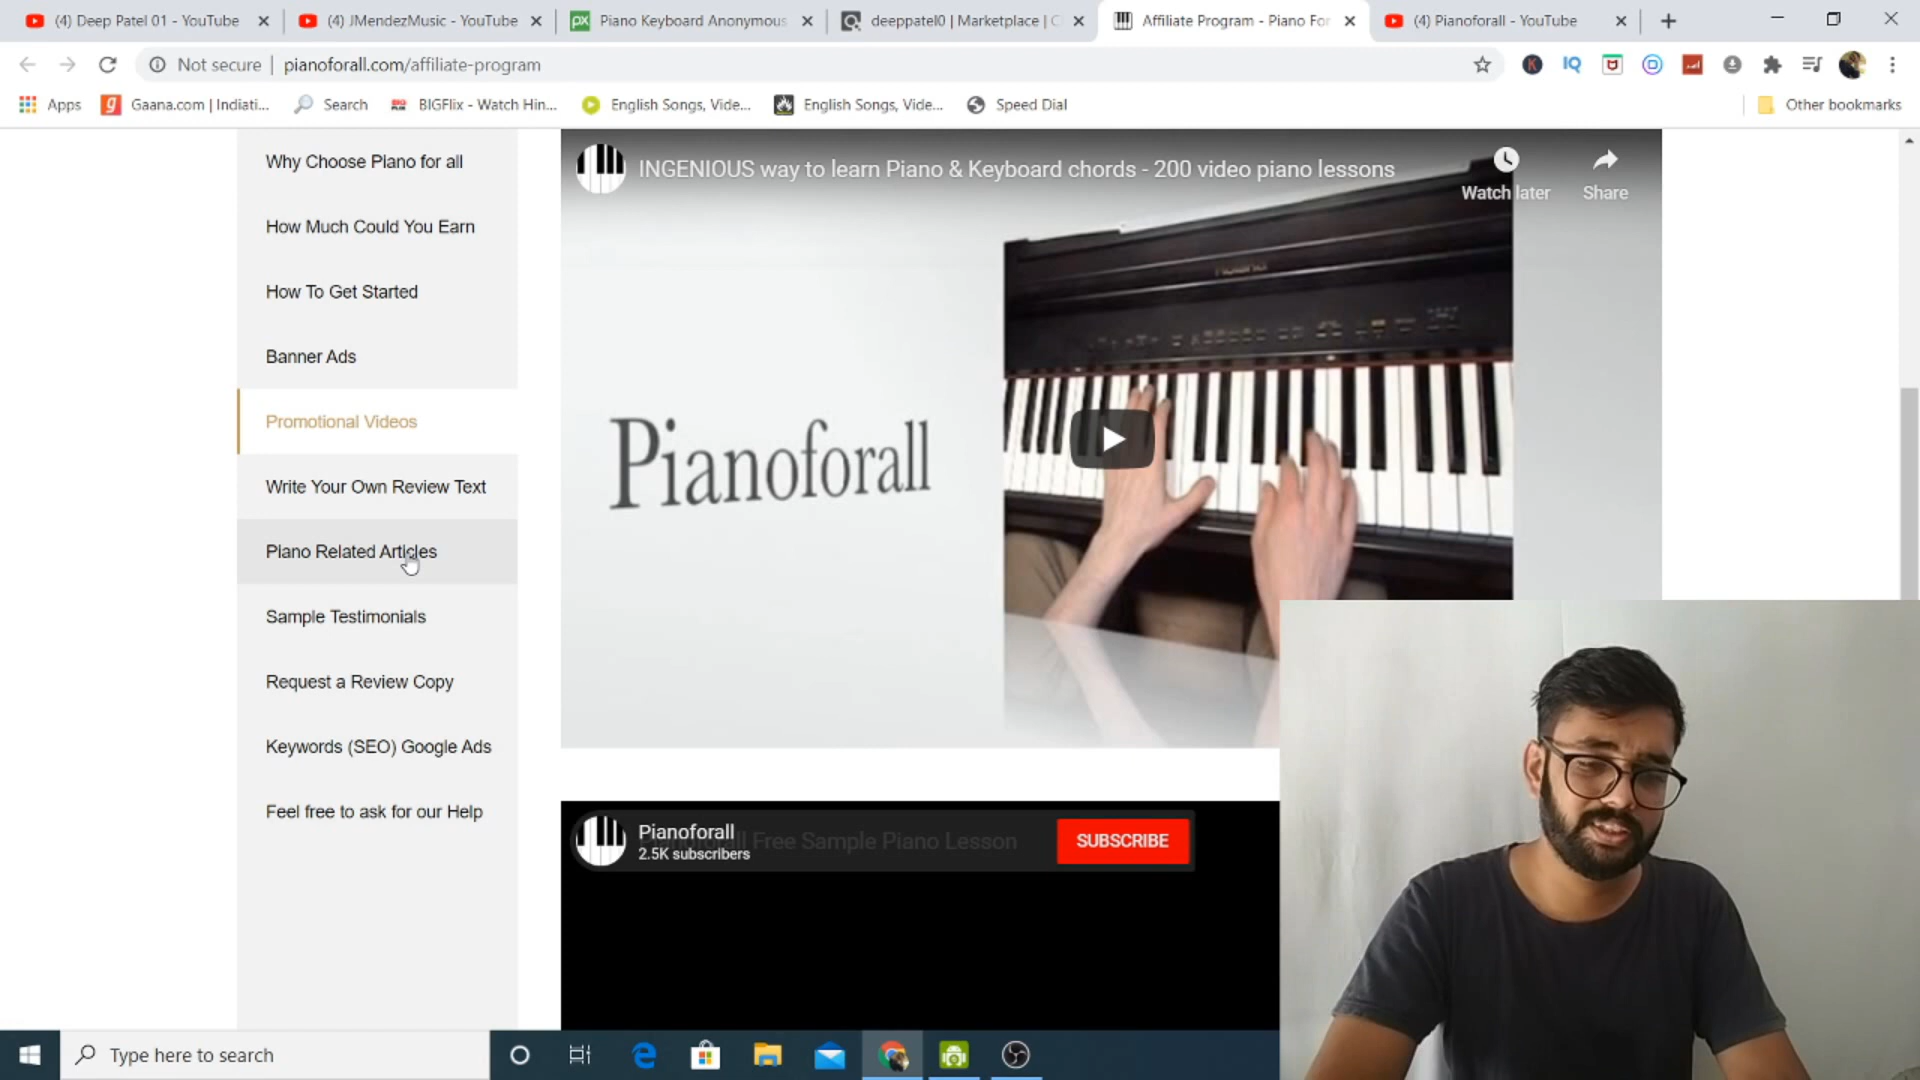 (4) Deep Patel 01 - YouTube
(4) JMendezMusic - YouTube
Piano Keyboard Anonymous
deeppatel0 | Marketplace | C
Affiliate Program - Piano For
(4) Pianoforall - YouTube
Not secure | pianoforall.com/affiliate-program
Apps
Gaana.com | Indiati...
Search
BIGFlix - Watch Hin...
English Songs, Vide...
English Songs, Vide...
Speed Dial
Other bookmarks
Why Choose Piano for all
How Much Could You Earn
How To Get Started
Banner Ads
Promotional Videos
Write Your Own Review Text
Piano Related Articles
Sample Testimonials
Request a Review Copy
Keywords (SEO) Google Ads
Feel free to ask for our Help
INGENIOUS way to learn Piano & Keyboard chords - 200 video piano lessons
Watch later
Share
Pianoforall
Pianoforall
2.5K subscribers
Free Sample Piano Lesson
SUBSCRIBE
Type here to search